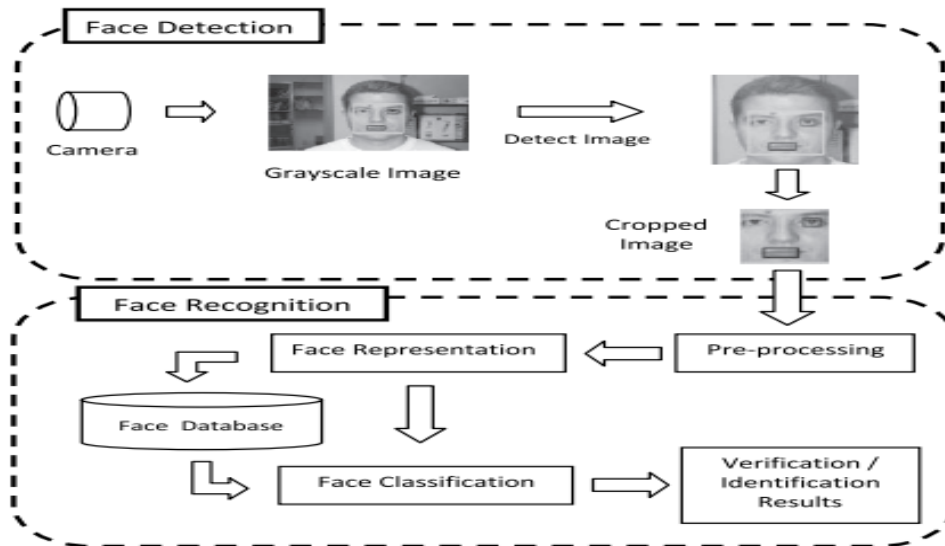 Face Detection
Camera
Grayscale Image
Detect Image
Cropped
Image
Face Recognition
Face Representation
Pre-processing
Face Database
Face Classification
Verification /
Identification
Results